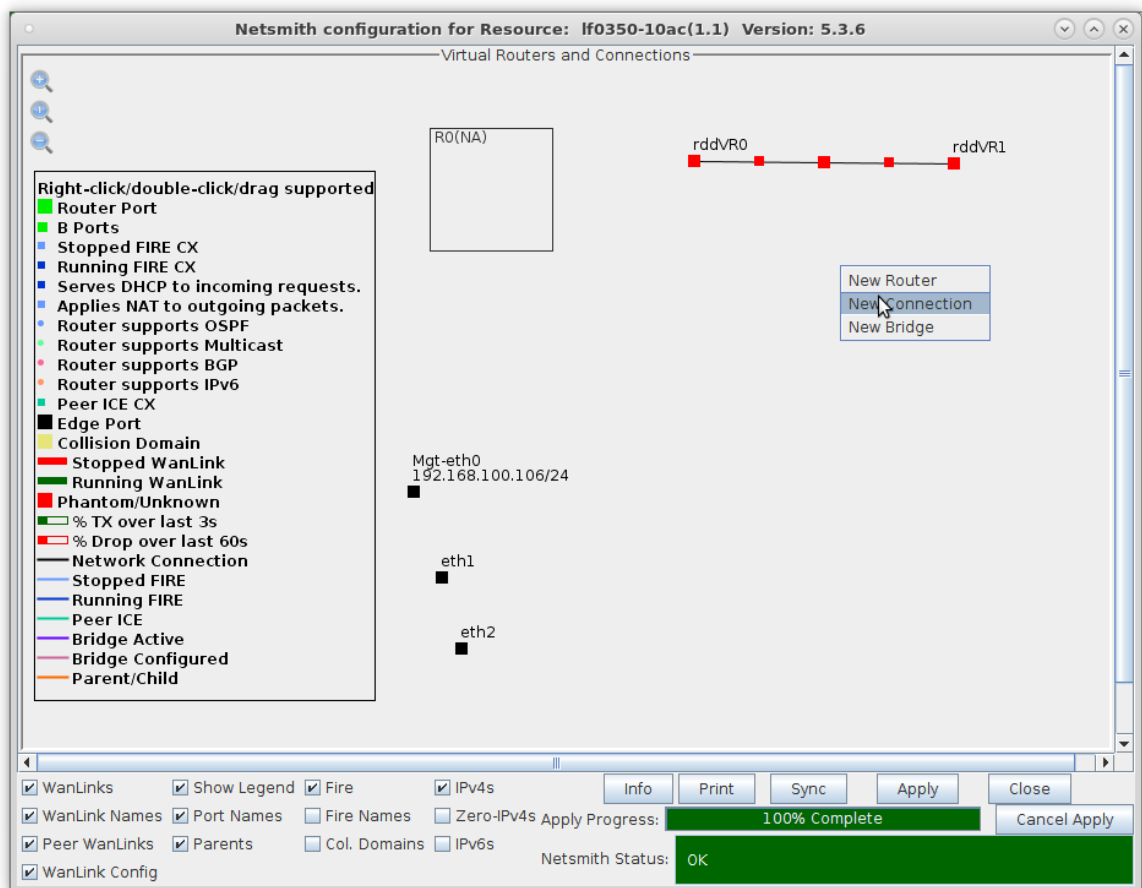 Netsmith configuration for Resource: lf0350-10ac(1.1) Version: 5.3.6
Virtual Routers and Connections
R0(NA)
rddVR0
rddVR1
Right-click/double-click/drag supported
Router Port
B Ports
Stopped FIRE CX
Running FIRE CX
Serves DHCP to incoming requests.
Applies NAT to outgoing packets.
Router supports OSPF
Router supports Multicast
Router supports BGP
Router supports IPv6
Peer ICE CX
Edge Port
Collision Domain
Stopped WanLink
Running WanLink
Phantom/Unknown
% TX over last 3s
% Drop over last 60s
Network Connection
Stopped FIRE
Running FIRE
Peer ICE
Bridge Active
Bridge Configured
Parent/Child
New Router
New Connection
New Bridge
Mgt-eth0
192.168.100.106/24
eth1
eth2
WanLinks Show Legend Fire IPv4s Info Print Sync Apply Close
WanLink Names Port Names Fire Names Zero-IPv4s Apply Progress: 100% Complete Cancel Apply
Peer WanLinks Parents Col. Domains IPv6s Netsmith Status: OK
WanLink Config